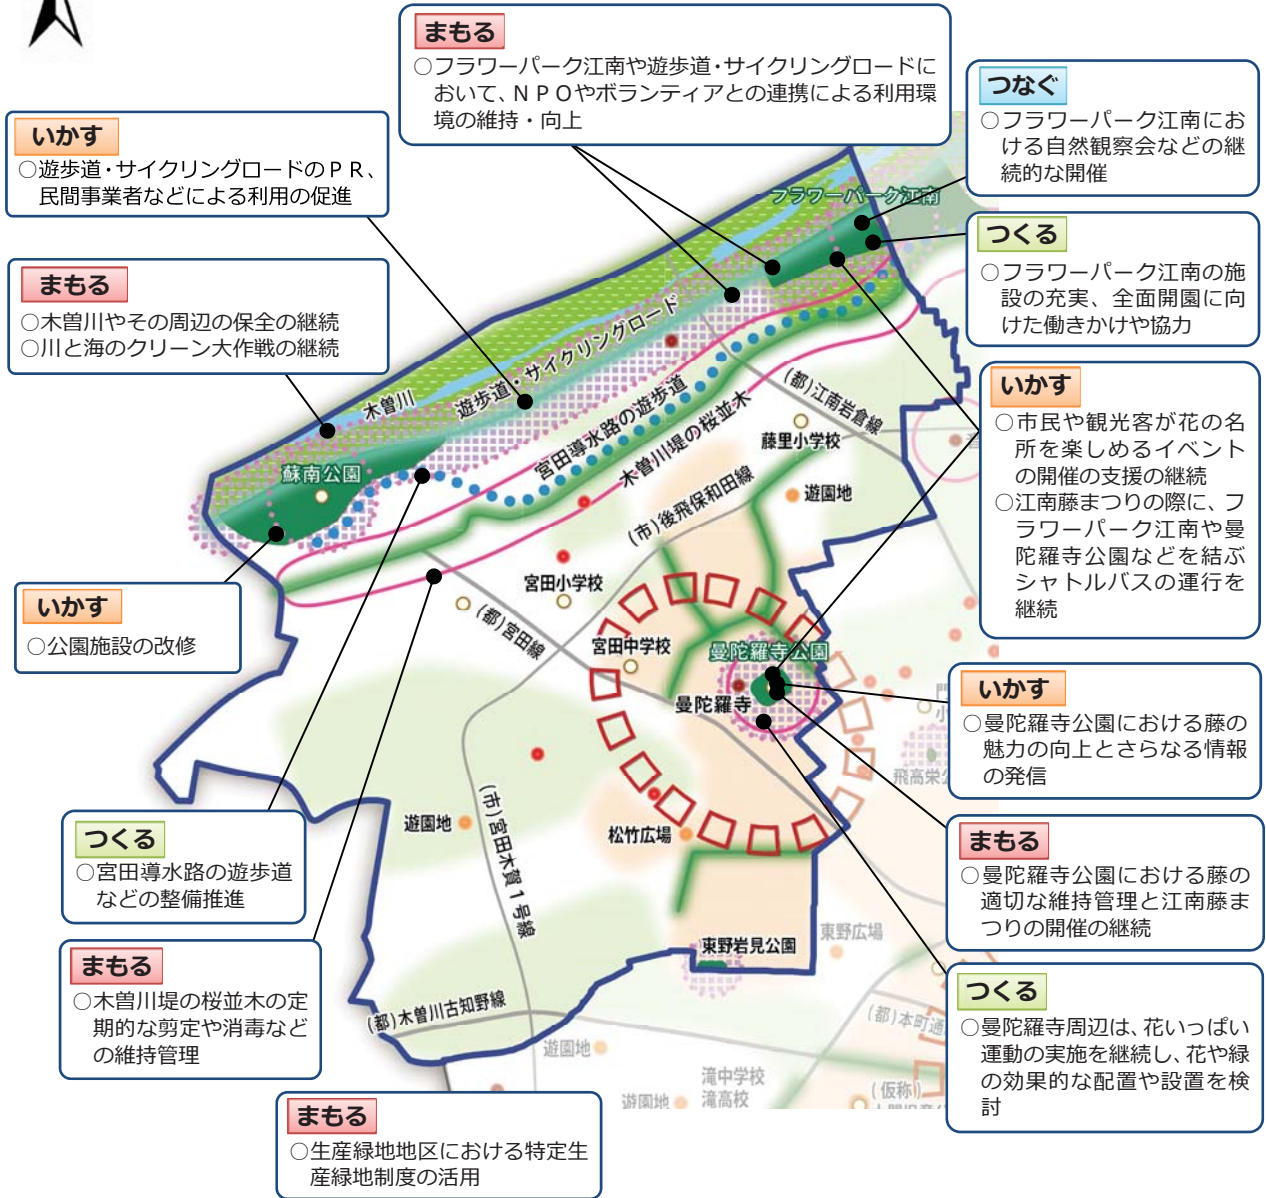 まもる
○フラワーパーク江南や遊歩道・サイクリングロードに
おいて、ＮＰＯやボランティアとの連携による利用環
境の維持・向上
つなぐ
○フラワーパーク江南にお
ける自然観察会などの継
続的な開催
いかす
○遊歩道・サイクリングロードのＰＲ、
民間事業者などによる利用の促進
つくる
○フラワーパーク江南の施
設の充実、全面開園に向
けた働きかけや協力
まもる
○木曽川やその周辺の保全の継続
○川と海のクリーン大作戦の継続
いかす
○市民や観光客が花の名
所を楽しめるイベント
の開催の支援の継続
○江南藤まつりの際に、フ
ラワーパーク江南や曼
陀羅寺公園などを結ぶ
シャトルバスの運行を
継続
フラワーパーク江南
木曽川
遊歩道・サイクリングロード
宮田導水路の遊歩道
木曽川堤の桜並木
(都)江南岩倉線
藤里小学校
遊園地
蘇南公園
(市)後飛保和田線
宮田小学校
(都)宮田線
宮田中学校
曼陀羅寺公園
曼陀羅寺
いかす
○公園施設の改修
いかす
○曼陀羅寺公園における藤の
魅力の向上とさらなる情報
の発信
飛高栄公
遊園地
(市)宮田木賀１号線
松竹広場
つくる
○宮田導水路の遊歩道
などの整備推進
まもる
○曼陀羅寺公園における藤の
適切な維持管理と江南藤ま
つりの開催の継続
東野岩見公園
東野広場
まもる
○木曽川堤の桜並木の定
期的な剪定や消毒など
の維持管理
(都)木曽川古知野線
遊園地
(都)本町通
つくる
○曼陀羅寺周辺は、花いっぱい
運動の実施を継続し、花や緑
の効果的な配置や設置を検
討
滝中学校
滝高校
遊園地
(仮称)
まもる
○生産緑地地区における特定生
産緑地制度の活用